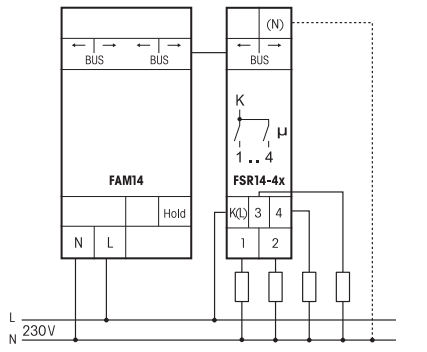 (N)
BUS BUS BUS
K
µ
1 .. 4
FAM14 FSR14-4x
Hold K(L) 3 4
N L 1 2
L
230V
N